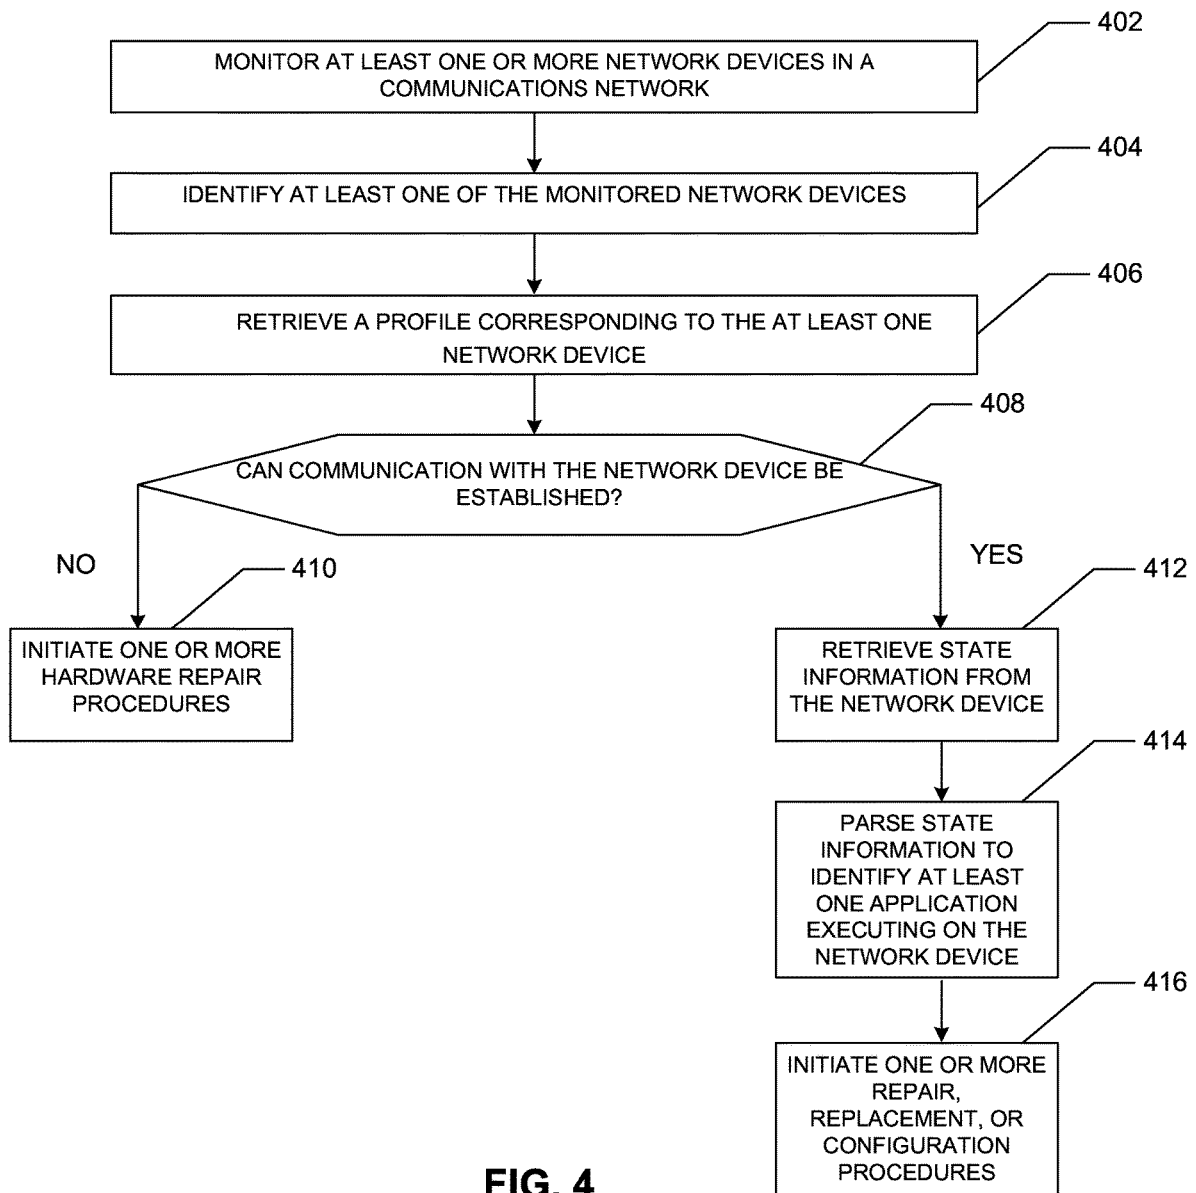 402
MONITOR AT LEAST ONE OR MORE NETWORK DEVICES IN A
COMMUNICATIONS NETWORK
404
IDENTIFY AT LEAST ONE OF THE MONITORED NETWORK DEVICES
406
RETRIEVE A PROFILE CORRESPONDING TO THE AT LEAST ONE
NETWORK DEVICE
408
CAN COMMUNICATION WITH THE NETWORK DEVICE BE
ESTABLISHED?
NO
YES
410
INITIATE ONE OR MORE
HARDWARE REPAIR
PROCEDURES
412
RETRIEVE STATE
INFORMATION FROM
THE NETWORK DEVICE
414
PARSE STATE
INFORMATION TO
IDENTIFY AT LEAST
ONE APPLICATION
EXECUTING ON THE
NETWORK DEVICE
416
INITIATE ONE OR MORE
REPAIR,
REPLACEMENT, OR
CONFIGURATION
PROCEDURES
FIG. 4